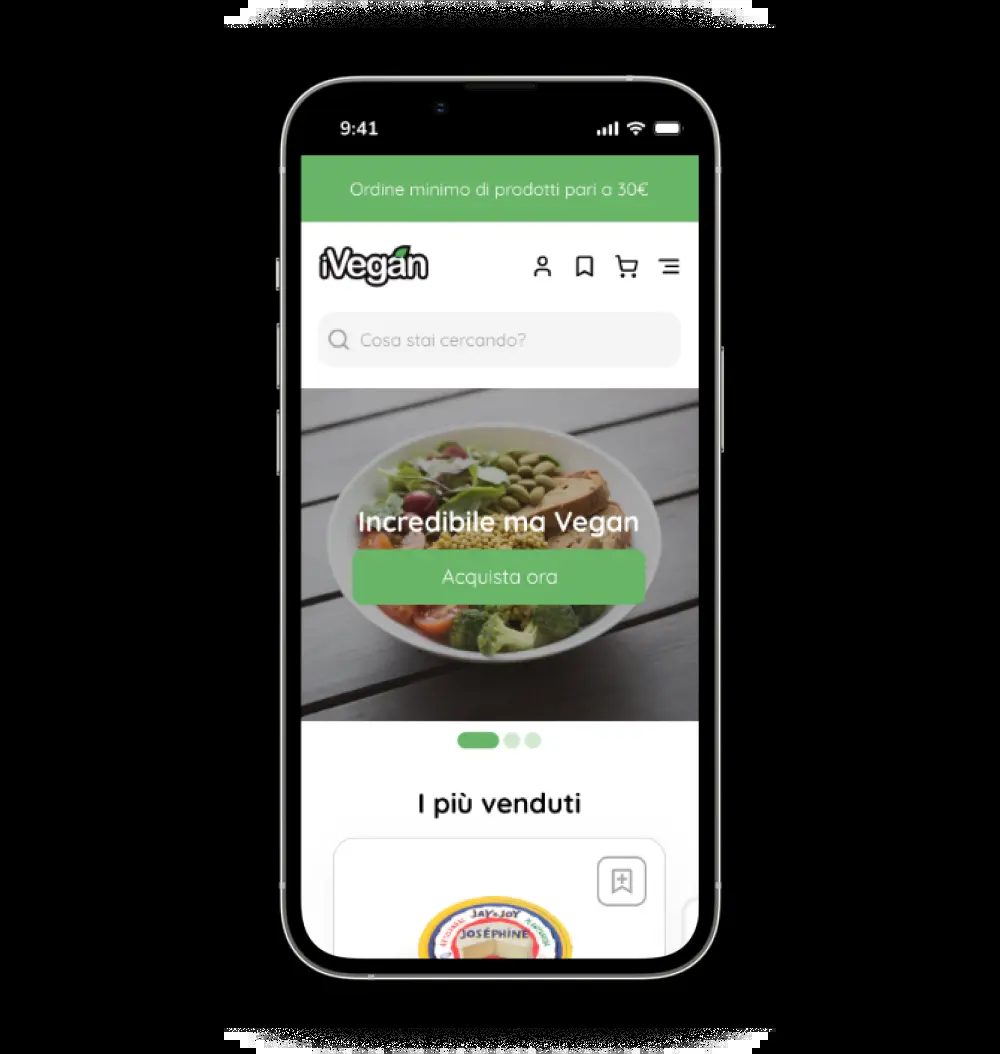 9:41
Ordine minimo di prodotti pari a 30€
iVegan
Cosa stai cercando?
Incredibile ma Vegan
Acquista ora
I più venduti
JAY&JOY
JOSÉPHINE